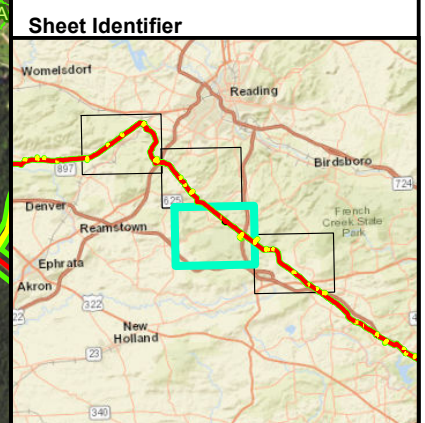 Sheet Identifier
Womelsdorf
Reading
Birdsboro
897
724
625
Denver
French
Creek State
Park
Reamstown
Ephrata
Akron
322
22
New
Holland
23
340